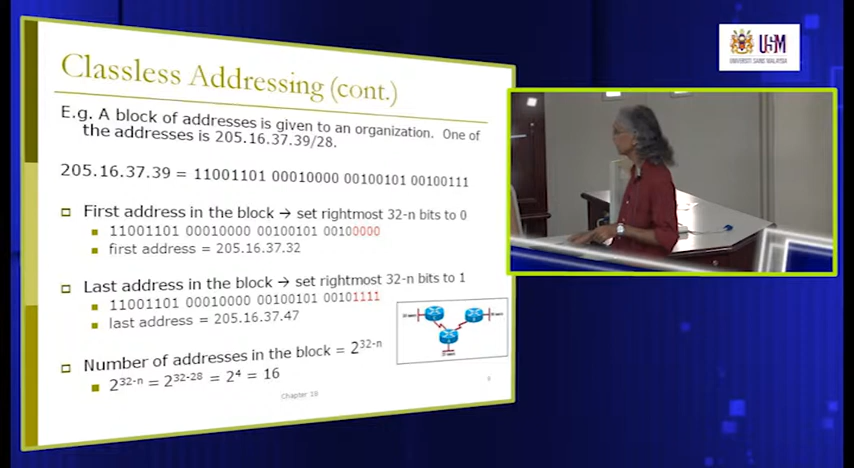 Classless Addressing (cont.)
E.g. A block of addresses is given to an organization. One of
the addresses is 205.16.37.39/28.
205.16.37.39 = 11001101 00010000 00100101 00100111
First address in the block → set rightmost 32-n bits to 0
11001101 00010000 00100101 00100000
first address = 205.16.37.32
Last address in the block → set rightmost 32-n bits to 1
11001101 00010000 00100101 00101111
last address = 205.16.37.47
Number of addresses in the block = 2^32-n
2^32-n = 2^32-28 = 2^4 = 16
Chapter 19
USM
UNIVERSITI SAINS MALAYSIA